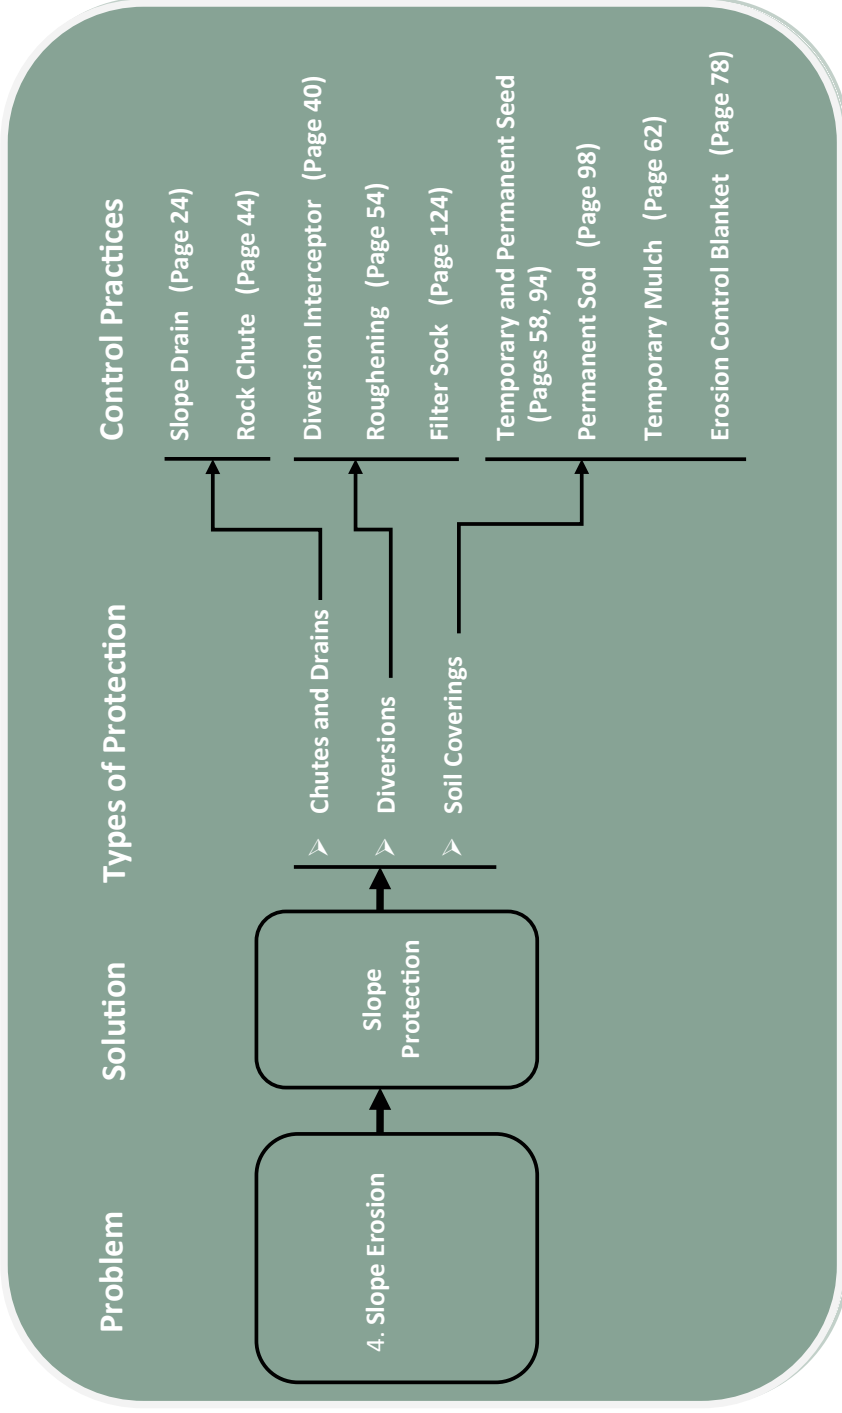 Problem
Solution
Types of Protection
Control Practices
4. Slope Erosion
Slope
Protection
Chutes and Drains
Diversions
Soil Coverings
Slope Drain (Page 24)
Rock Chute (Page 44)
Diversion Interceptor (Page 40)
Roughening (Page 54)
Filter Sock (Page 124)
Temporary and Permanent Seed
(Pages 58, 94)
Permanent Sod (Page 98)
Temporary Mulch (Page 62)
Erosion Control Blanket (Page 78)